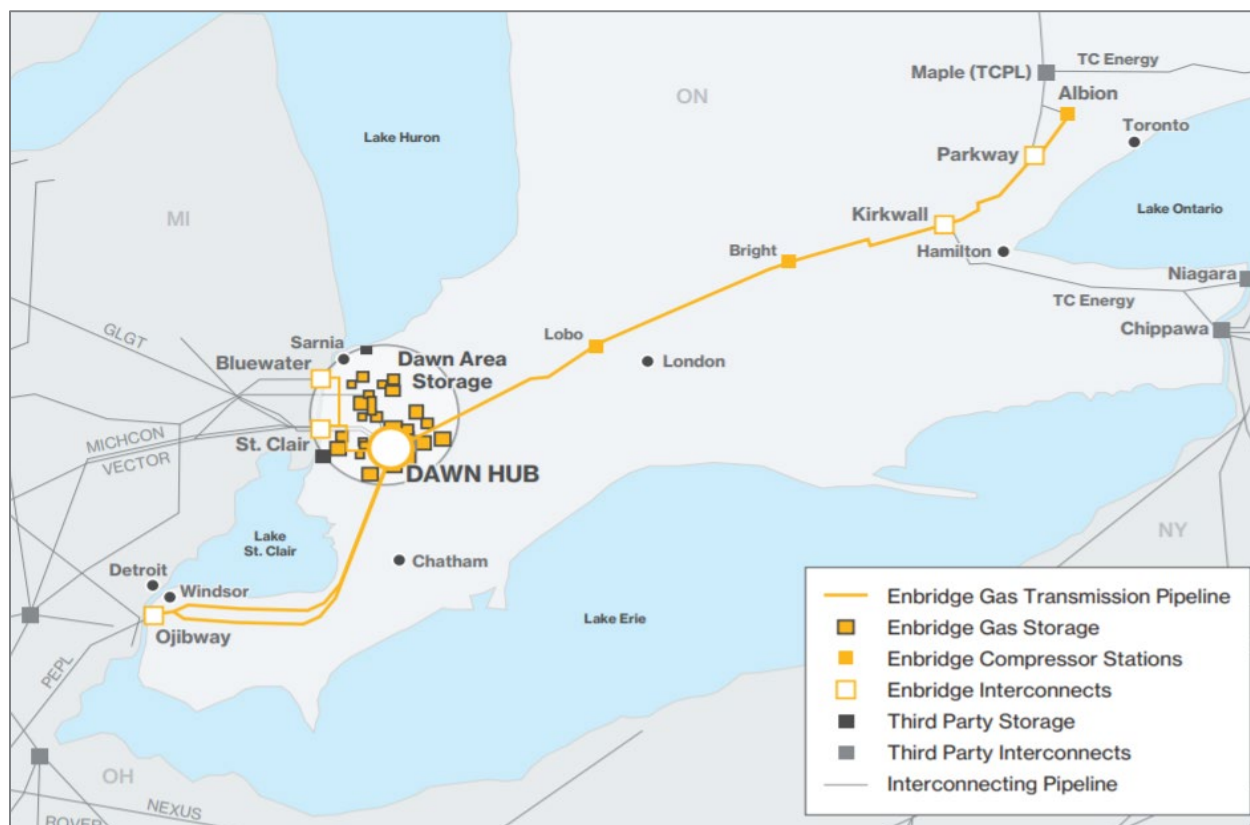 TC Energy
Maple (TCPL)
Albion
ON
Toronto
Lake Huron
Parkway
MI
Kirkwall
Lake Ontario
Bright
Hamilton
Niagara
TC Energy
Chippawa
GLGT
Sarnia
Lobo
Bluewater
Dawn Area
Storage
London
MICHCON
St. Clair
VECTOR
DAWN HUB
NY
Lake
St. Clair
Chatham
Detroit
Windsor
Lake Erie
Ojibway
PEPL
OH
NEXUS
ROVER
Enbridge Gas Transmission Pipeline
Enbridge Gas Storage
Enbridge Compressor Stations
Enbridge Interconnects
Third Party Storage
Third Party Interconnects
Interconnecting Pipeline